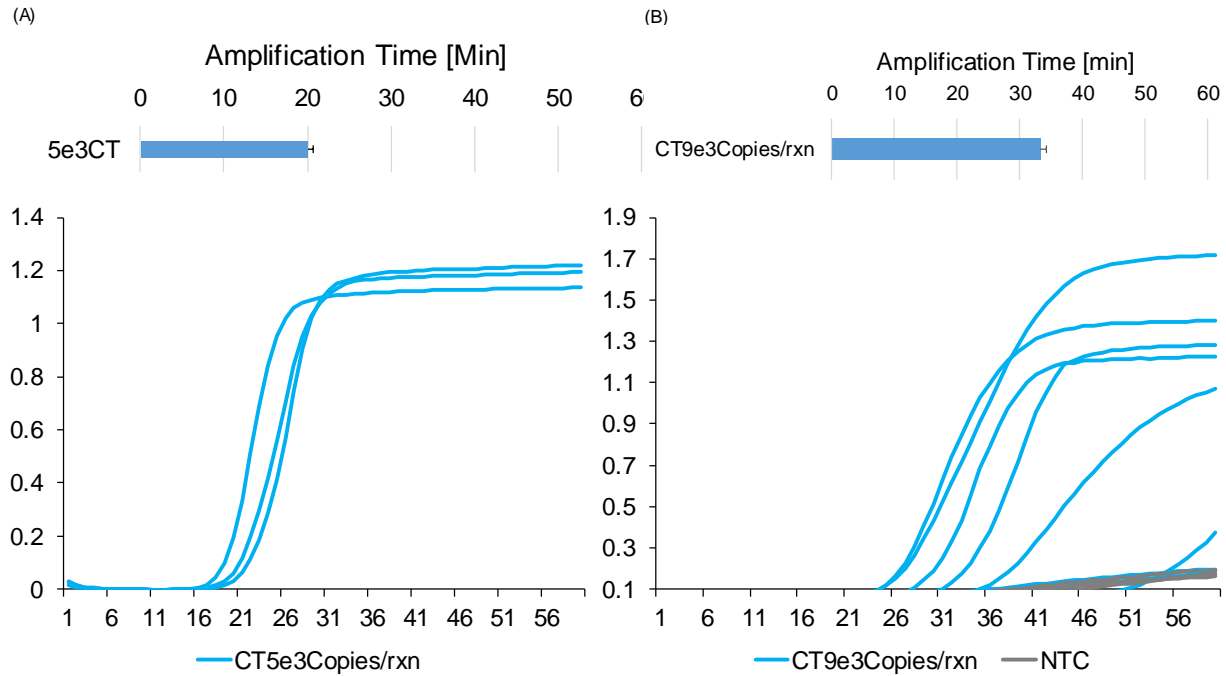 (A)
Amplification Time [Min]
0 10 20 30 40 50 6
5e3CT
1.4
1.2
1
0.8
0.6
0.4
0.2
0
1 6 11 16 21 26 31 36 41 46 51 56
CT5e3Copies/rxn
(B)
Amplification Time [min]
0 10 20 30 40 50 60
CT9e3Copies/rxn
1.9
1.7
1.5
1.3
1.1
0.9
0.7
0.5
0.3
0.1
1 6 11 16 21 26 31 36 41 46 51 56
CT9e3Copies/rxn NTC